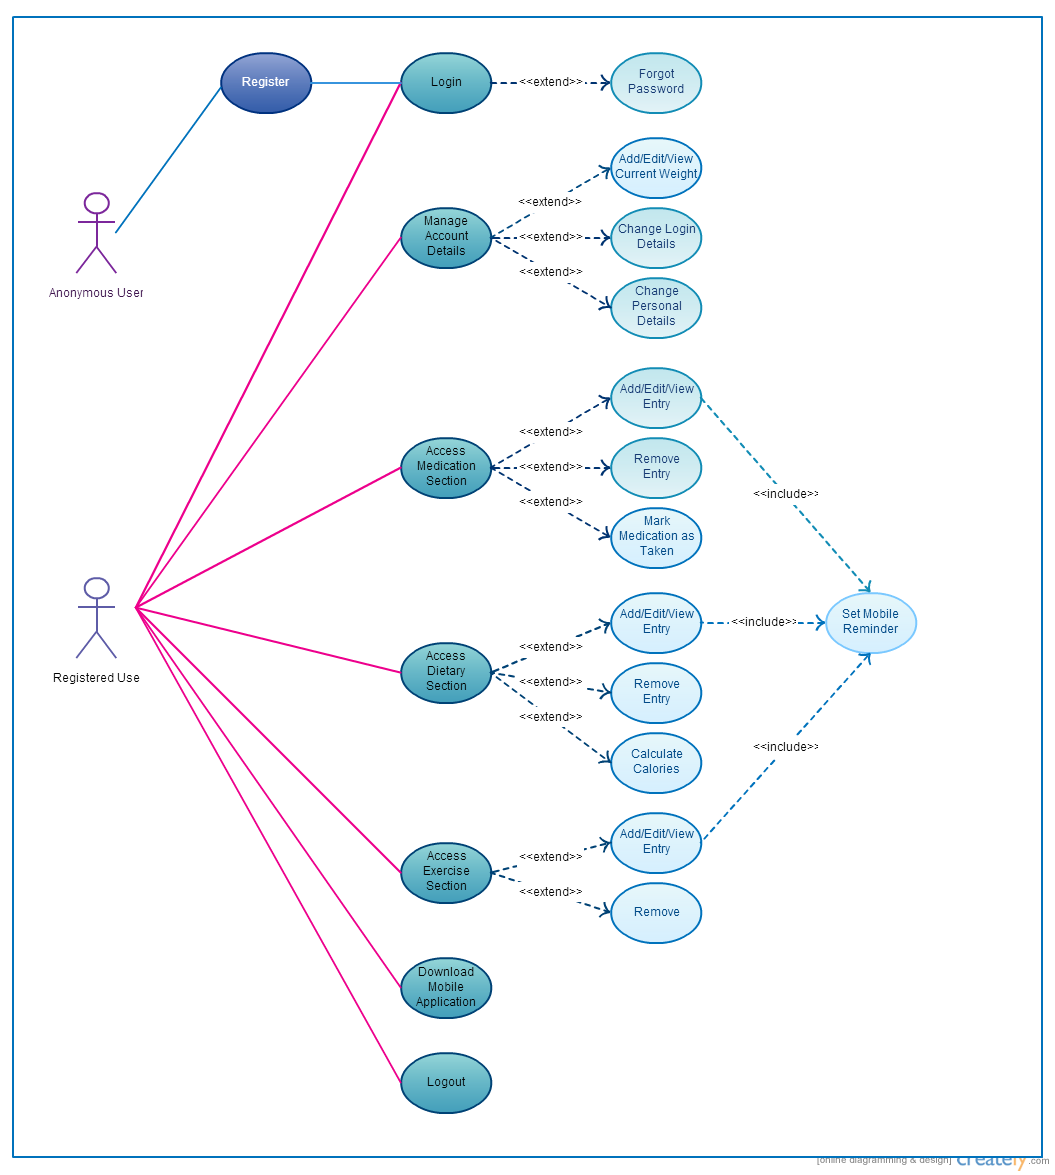 Register
Login
<<extend>>
Forgot
Password
Add/Edit/View
Current Weight
<<extend>>
Manage
Account
Details
<<extend>>
Change Login
Details
<<extend>>
Change
Personal
Details
Anonymous User
Add/Edit/View
Entry
<<extend>>
Access
Medication
Section
<<extend>>
Remove
Entry
<<extend>>
Mark
Medication as
Taken
<<include>>
Set Mobile
Reminder
Registered Use
Add/Edit/View
Entry
<<include>>
<<extend>>
Access
Dietary
Section
<<extend>>
Remove
Entry
<<extend>>
Calculate
Calories
<<include>>
Add/Edit/View
Entry
<<extend>>
Access
Exercise
Section
<<extend>>
Remove
Download
Mobile
Application
Logout
[online diagramming & design] creately.com